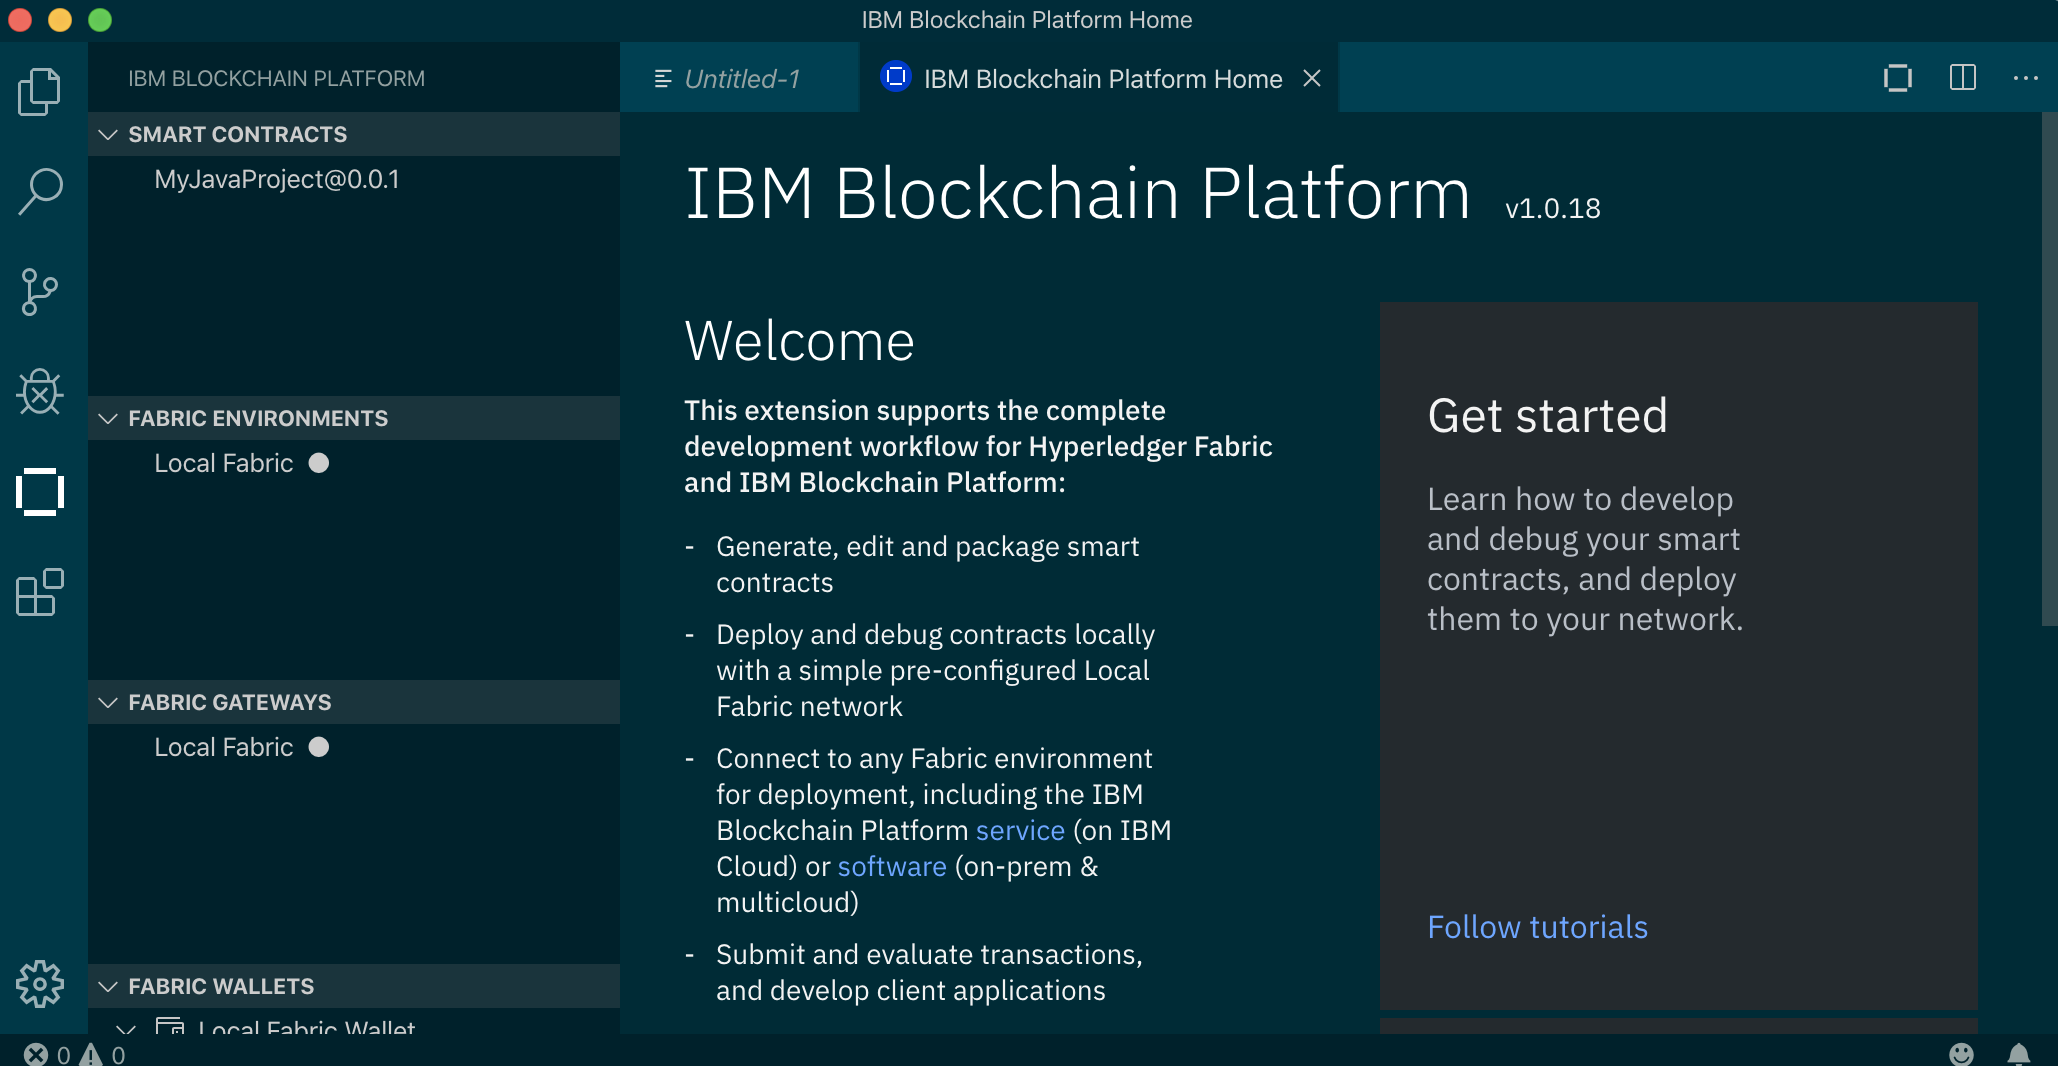 IBM Blockchain Platform Home
IBM BLOCKCHAIN PLATFORM
SMART CONTRACTS
MyJavaProject@0.0.1
FABRIC ENVIRONMENTS
Local Fabric
FABRIC GATEWAYS
Local Fabric
FABRIC WALLETS
Local Fabric Wallet
Untitled-1
IBM Blockchain Platform Home
IBM Blockchain Platform v1.0.18
Welcome
This extension supports the complete
development workflow for Hyperledger Fabric
and IBM Blockchain Platform:
- Generate, edit and package smart
contracts
- Deploy and debug contracts locally
with a simple pre-configured Local
Fabric network
- Connect to any Fabric environment
for deployment, including the IBM
Blockchain Platform service (on IBM
Cloud) or software (on-prem &
multicloud)
- Submit and evaluate transactions,
and develop client applications
Get started
Learn how to develop
and debug your smart
contracts, and deploy
them to your network.
Follow tutorials
0 0